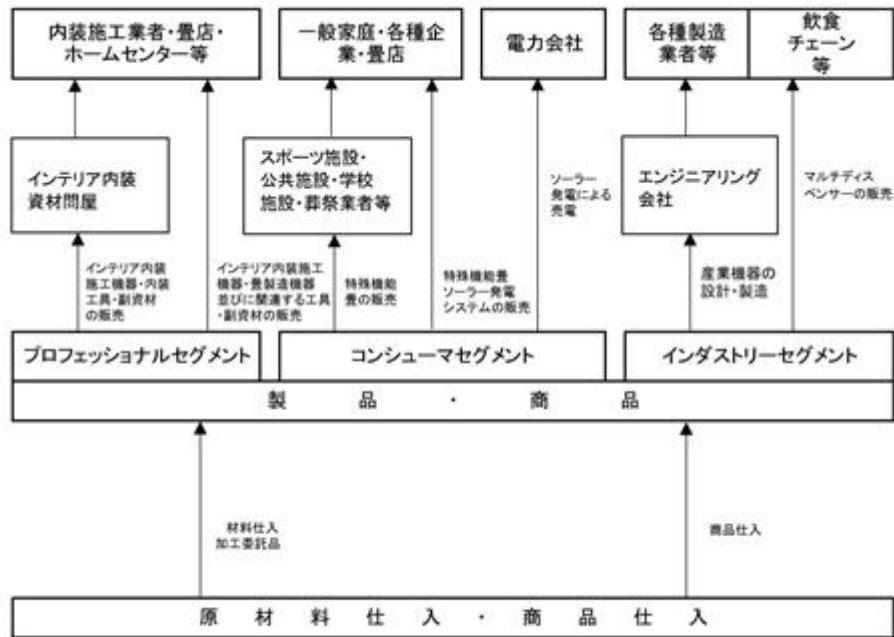 内装施工業者・畳店・
ホームセンター等
一般家庭・各種企
業・畳店
電力会社
各種製造
業者等
飲食
チェーン
等
インテリア内装
資材問屋
スポーツ施設・
公共施設・学校
施設・葬祭業者等
ソーラー
発電による
売電
エンジニアリング
会社
マルチディス
ペンサーの販売
インテリア内装
施工機器・内装
工具・副資材
の販売
インテリア内装施工
機器・畳製造機器
並びに関連する工具
・副資材の販売
特殊機能
畳の販売
特殊機能畳
ソーラー発電
システムの販売
産業機器の
設計・製造
プロフェッショナルセグメント
コンシューマセグメント
インダストリーセグメント
製品・商品
材料仕入
加工委託品
商品仕入
原材料仕入・商品仕入